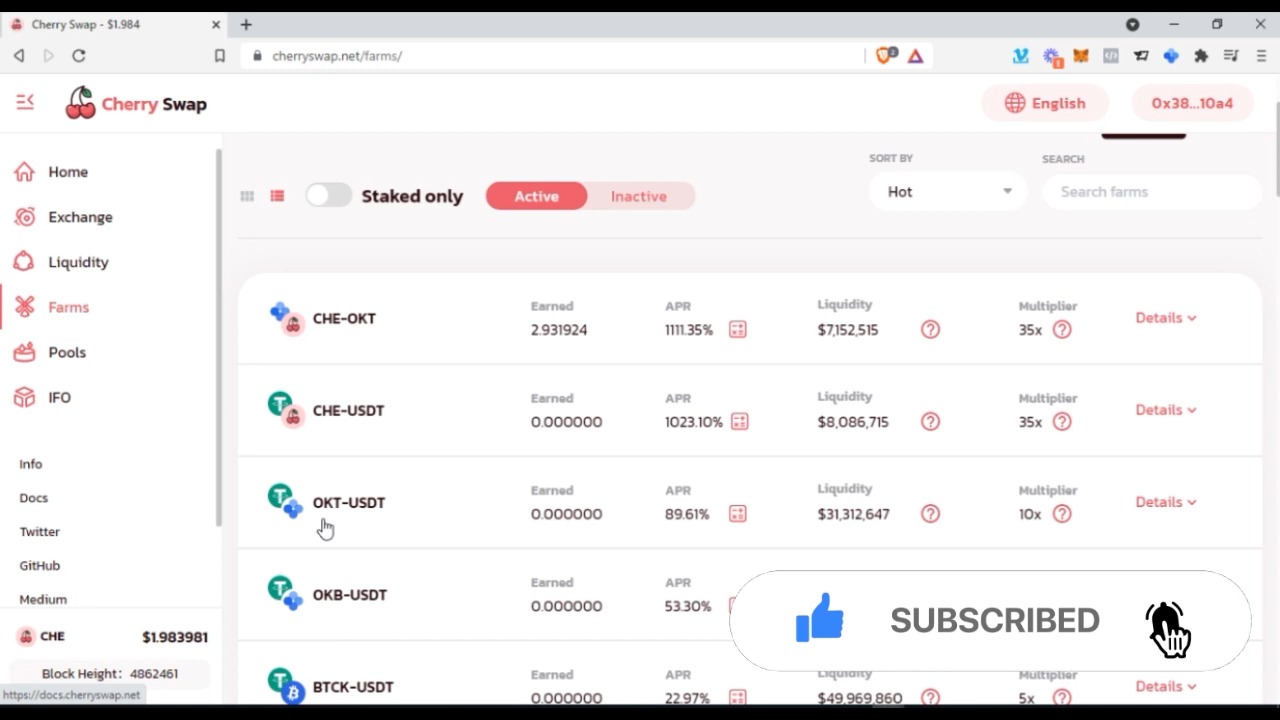 Cherry Swap - $1.984
cherryswap.net/farms/
Cherry Swap
English
0x38...10a4
Home
Exchange
Liquidity
Farms
Pools
IFO
Info
Docs
Twitter
GitHub
Medium
CHE $1.983981
Block Height: 4862461
https://docs.cherryswap.net
Staked only
Active
Inactive
SORT BY
Hot
SEARCH
Search farms
CHE-OKT
Earned
2.931924
APR
1111.35%
Liquidity
$7,152,515
Multiplier
35x
Details
CHE-USDT
Earned
0.000000
APR
1023.10%
Liquidity
$8,086,715
Multiplier
35x
Details
OKT-USDT
Earned
0.000000
APR
89.61%
Liquidity
$31,312,647
Multiplier
10x
Details
OKB-USDT
Earned
0.000000
APR
53.30%
BTCK-USDT
Earned
0.000000
APR
22.97%
Liquidity
$49,969,860
Multiplier
5x
Details
SUBSCRIBED